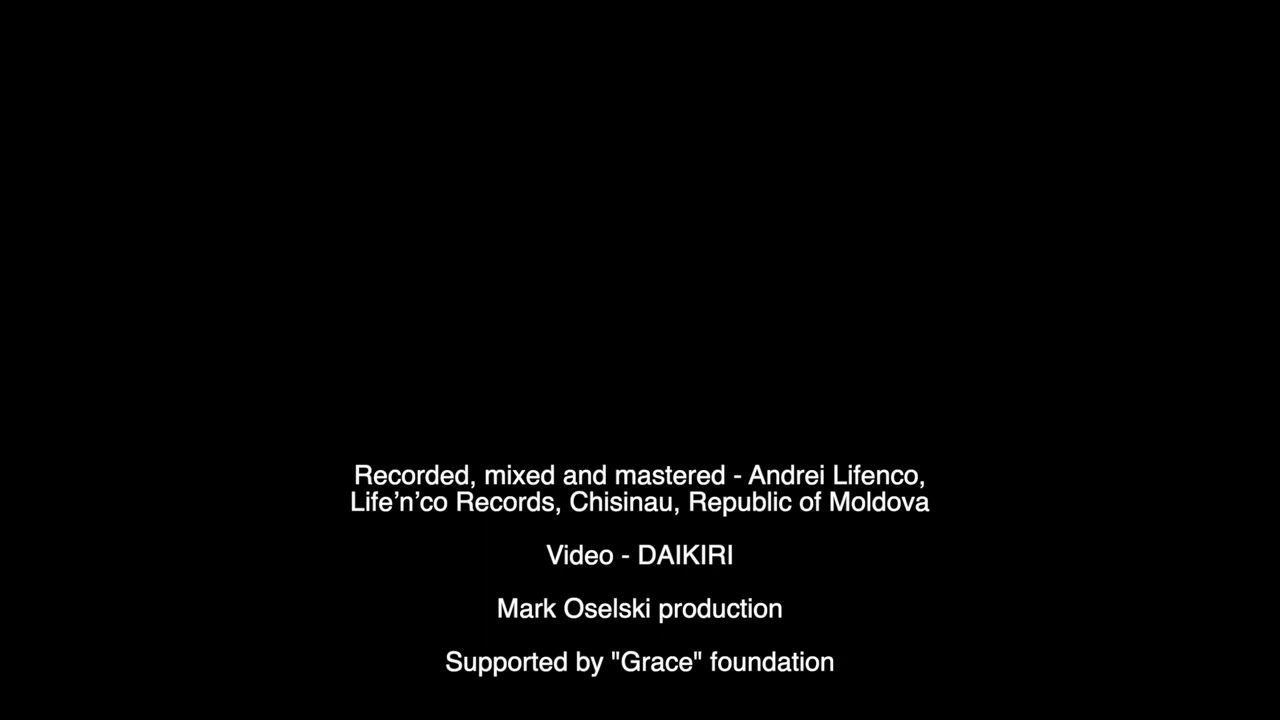 Recorded, mixed and mastered - Andrei Lifenco,
Life’n’co Records, Chisinau, Republic of Moldova
Video - DAIKIRI
Mark Oselski production
Supported by "Grace" foundation